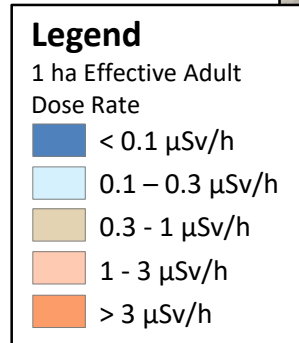 Legend
1 ha Effective Adult
Dose Rate
< 0.1 µSv/h
0.1 – 0.3 µSv/h
0.3 - 1 µSv/h
1 - 3 µSv/h
> 3 µSv/h